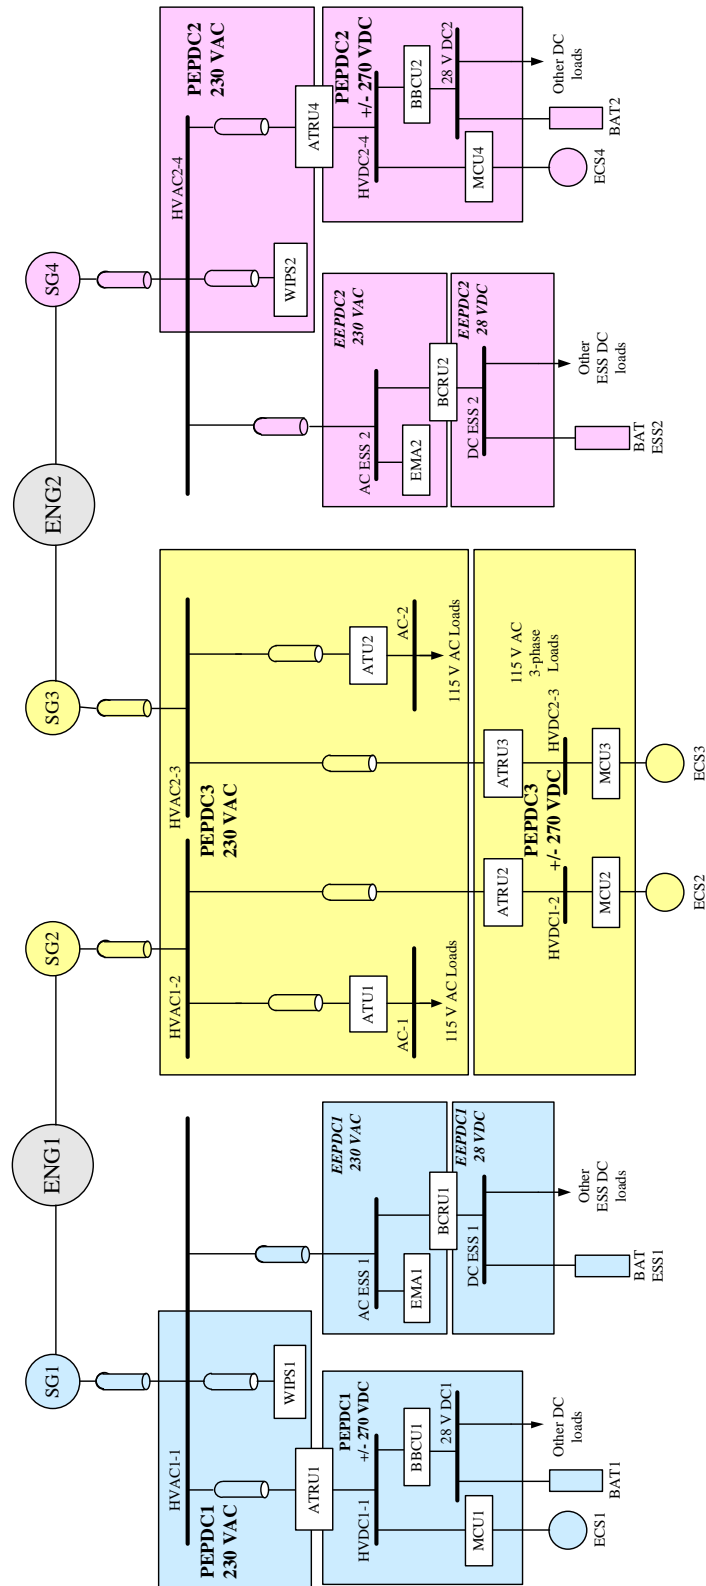 ENG1
ENG2
SG1
SG2
SG3
SG4
HVAC1-1
PEPDC1
230 VAC
WIPS1
ATRU1
PEPDC1
+/- 270 VDC
HVDC1-1
BBCU1
28 V DC1
MCU1
ECS1
BAT1
Other DC
loads
EEPDC1
230 VAC
AC ESS 1
EMA1
BCRU1
EEPDC1
28 VDC
DC ESS 1
BAT
ESS1
Other
ESS DC
loads
HVAC1-2
HVAC2-3
PEPDC3
230 VAC
ATU1
AC-1
115 V AC Loads
ATU2
AC-2
115 V AC Loads
ATRU2
ATRU3
115 V AC
3-phase
Loads
PEPDC3
+/- 270 VDC
HVDC1-2
HVDC2-3
MCU2
MCU3
ECS2
ECS3
HVAC2-4
PEPDC2
230 VAC
WIPS2
ATRU4
PEPDC2
+/- 270 VDC
HVDC2-4
BBCU2
28 V DC2
MCU4
ECS4
BAT2
Other DC
loads
EEPDC2
230 VAC
AC ESS 2
EMA2
BCRU2
EEPDC2
28 VDC
DC ESS 2
BAT
ESS2
Other
ESS DC
loads